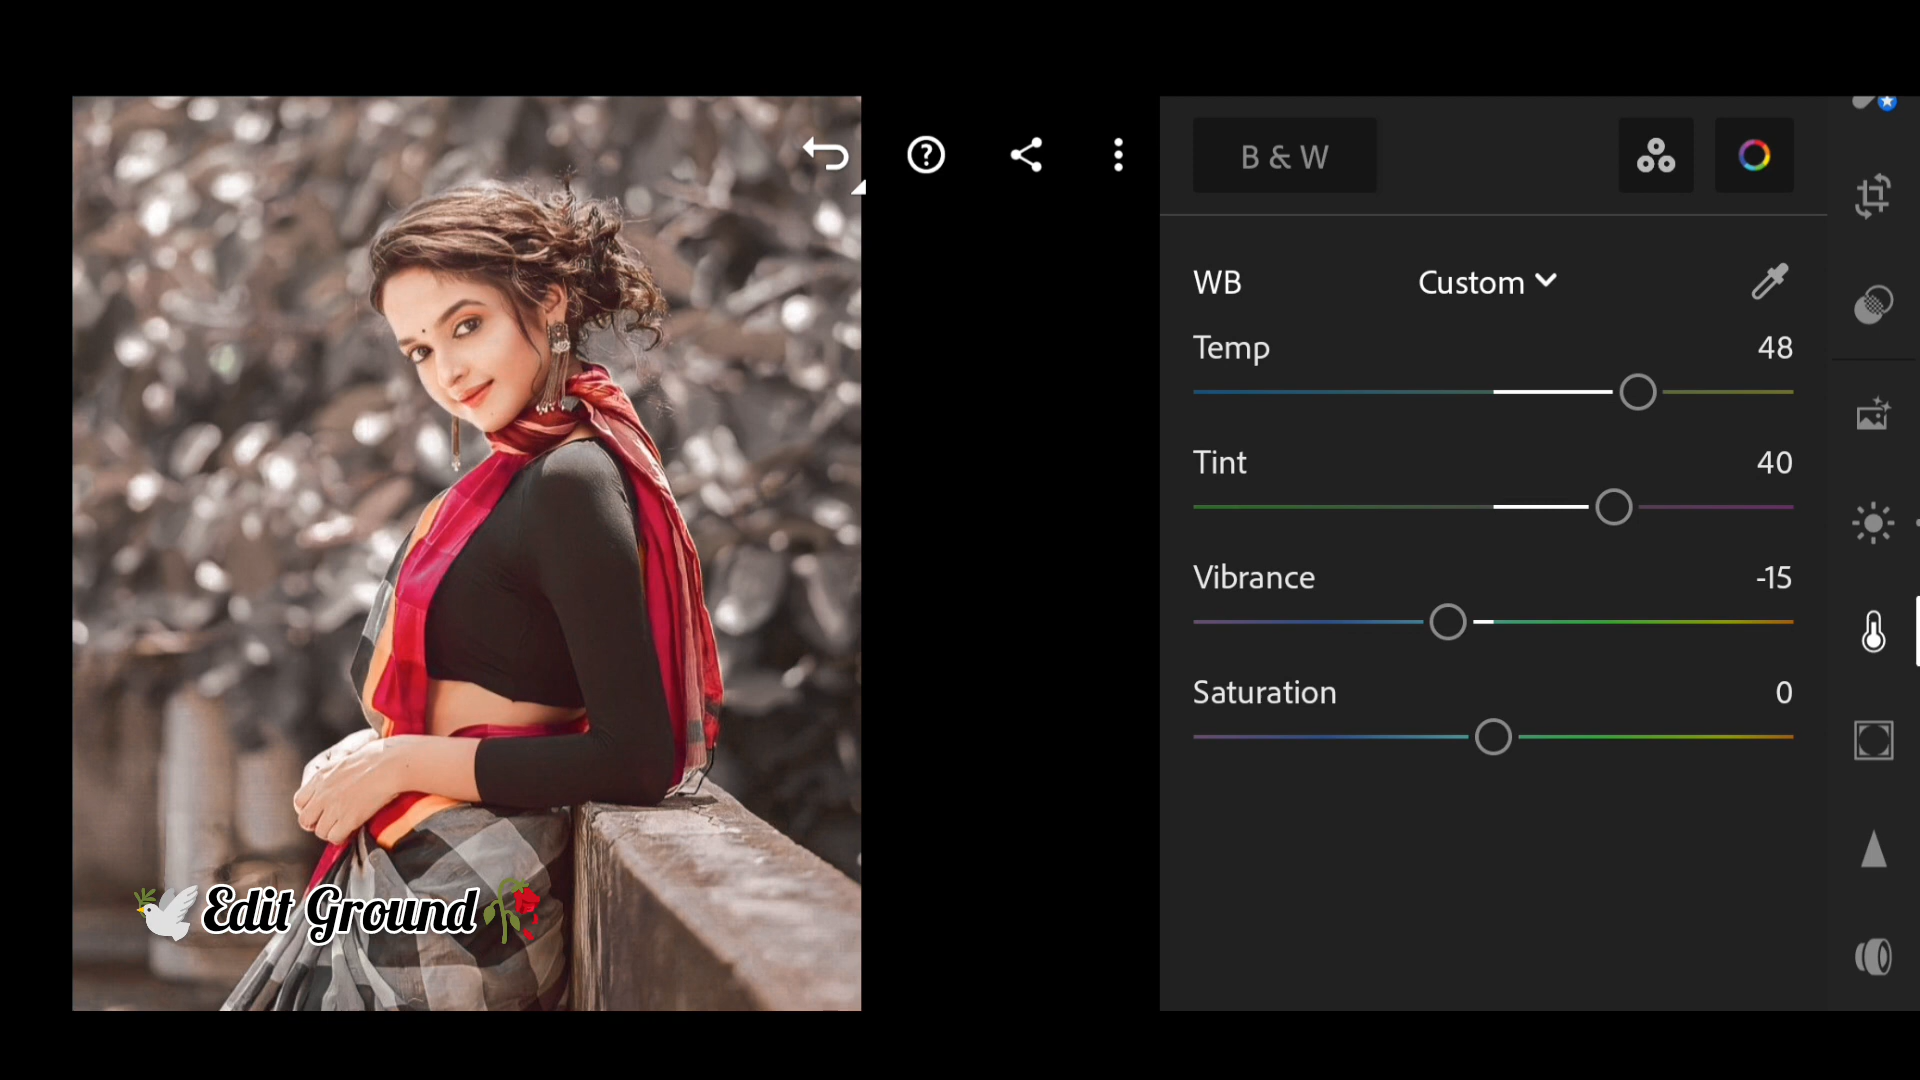 B & W
WB Custom
Temp 48
Tint 40
Vibrance -15
Saturation 0
Edit Ground